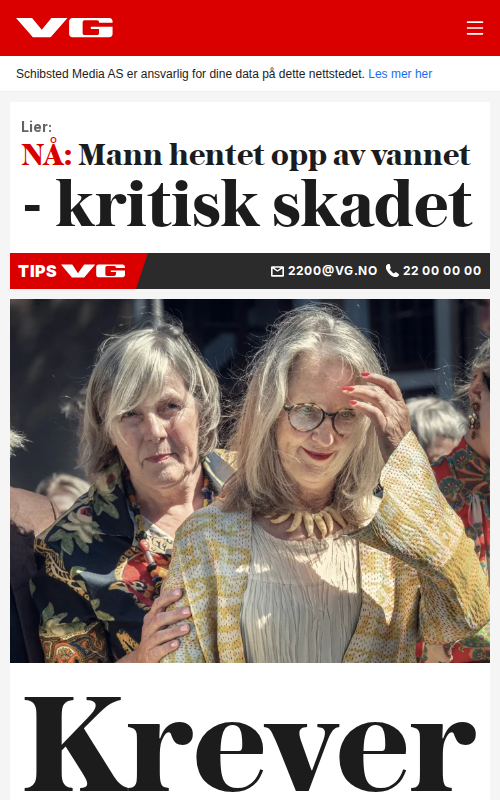 VG
Schibsted Media AS er ansvarlig for dine data på dette nettstedet. Les mer her
Lier:
NÅ: Mann hentet opp av vannet
- kritisk skadet
TIPS VG 2200@VG.NO 22 00 00 00
Krever